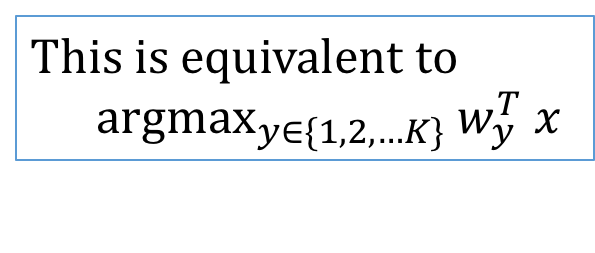 This is equivalent to
argmax_{y∈{1,2,…K}} w_y^T x